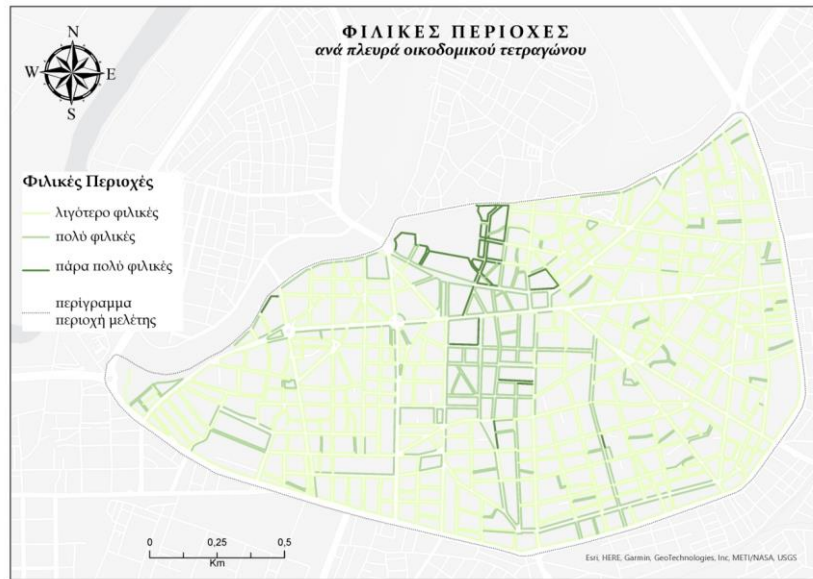 ΦΙΛΙΚΕΣ ΠΕΡΙΟΧΕΣ
ανά πλευρά οικοδομικού τετραγώνου
N
W
E
S
Φιλικές Περιοχές
λιγότερο φιλικές
πολύ φιλικές
πάρα πολύ φιλικές
περίγραμμα
περιοχή μελέτης
0 0,25 0,5
Km
Esri, HERE, Garmin, GeoTechnologies, Inc, METI/NASA, USGS